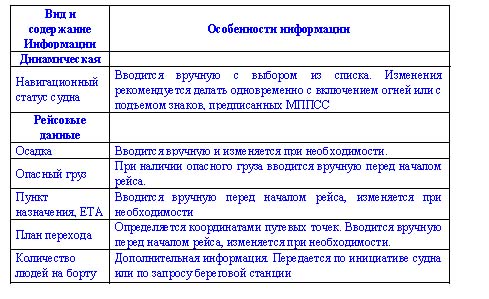 Вид и
содержание
Информации
Особенности информации
Динамическая
Навигационный
статус судна
Вводится вручную с выбором из списка. Изменения
рекомендуется делать одновременно с включением огней или с
подъемом знаков, предписанных МППСС
Рейсовые
данные
Осадка
Вводится вручную и изменяется при необходимости.
Опасный груз
При наличии опасного груза вводится вручную перед началом
рейса.
Пункт
назначения, ЕТА
Вводится вручную перед началом рейса, изменяется при
необходимости
План перехода
Определяется координатами путевых точек. Вводится вручную
перед началом рейса, изменяется при необходимости.
Количество
людей на борту
Дополнительная информация. Передается по инициативе судна
или по запросу береговой станции